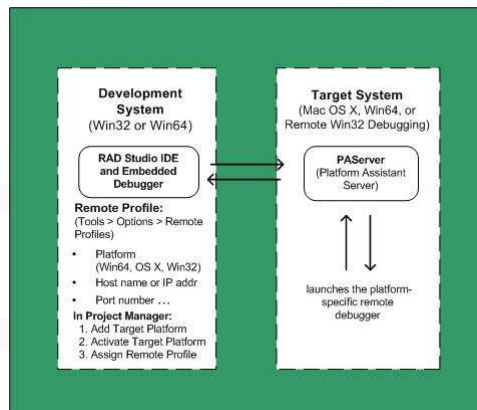 Development
System
(Win32 or Win64)
RAD Studio IDE
and Embedded
Debugger
Remote Profile:
(Tools > Options > Remote
Profiles)
• Platform
(Win64, OS X, Win32)
• Host name or IP addr
• Port number ...
In Project Manager:
1. Add Target Platform
2. Activate Target Platform
3. Assign Remote Profile
Target System
(Mac OS X, Win64, or
Remote Win32 Debugging)
PAServer
(Platform Assistant
Server)
launches the platform-
specific remote
debugger